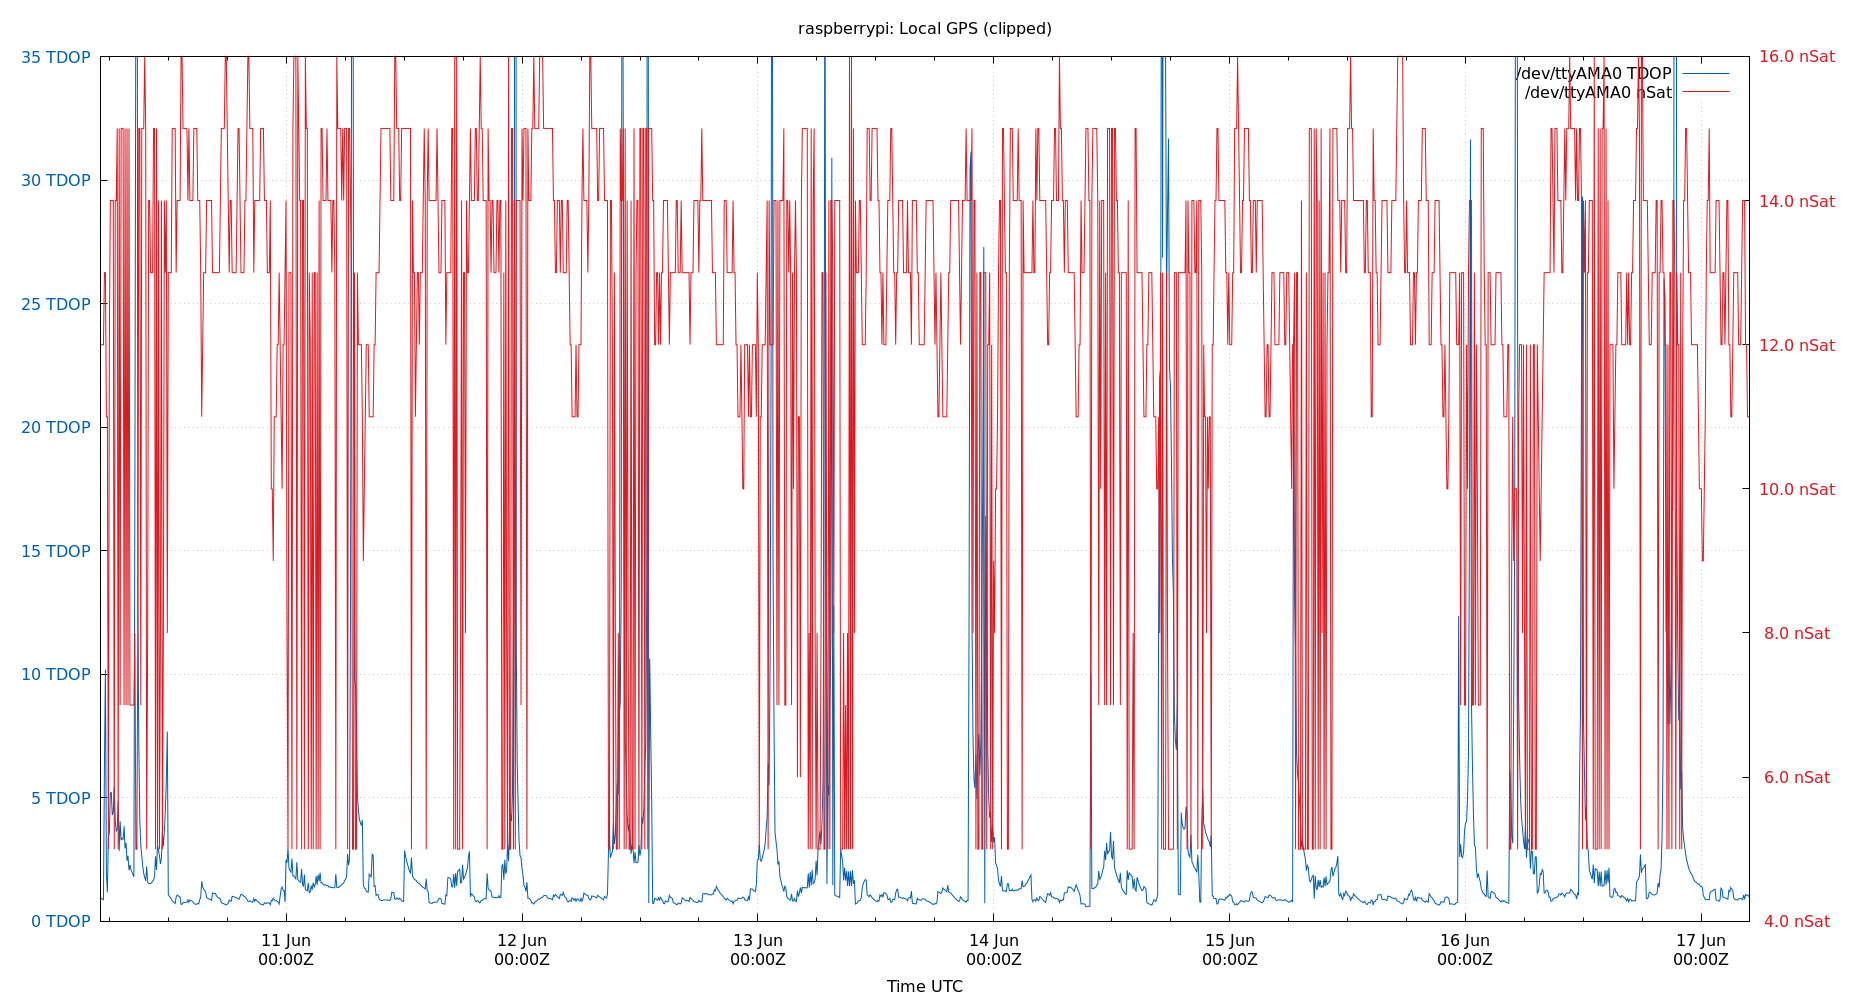 raspberrypi: Local GPS (clipped)
35 TDOP
30 TDOP
25 TDOP
20 TDOP
15 TDOP
10 TDOP
5 TDOP
0 TDOP
16.0 nSat
14.0 nSat
12.0 nSat
10.0 nSat
8.0 nSat
6.0 nSat
4.0 nSat
/dev/ttyAMA0 TDOP
/dev/ttyAMA0 nSat
11 Jun
00:00Z
12 Jun
00:00Z
13 Jun
00:00Z
14 Jun
00:00Z
15 Jun
00:00Z
16 Jun
00:00Z
17 Jun
00:00Z
Time UTC